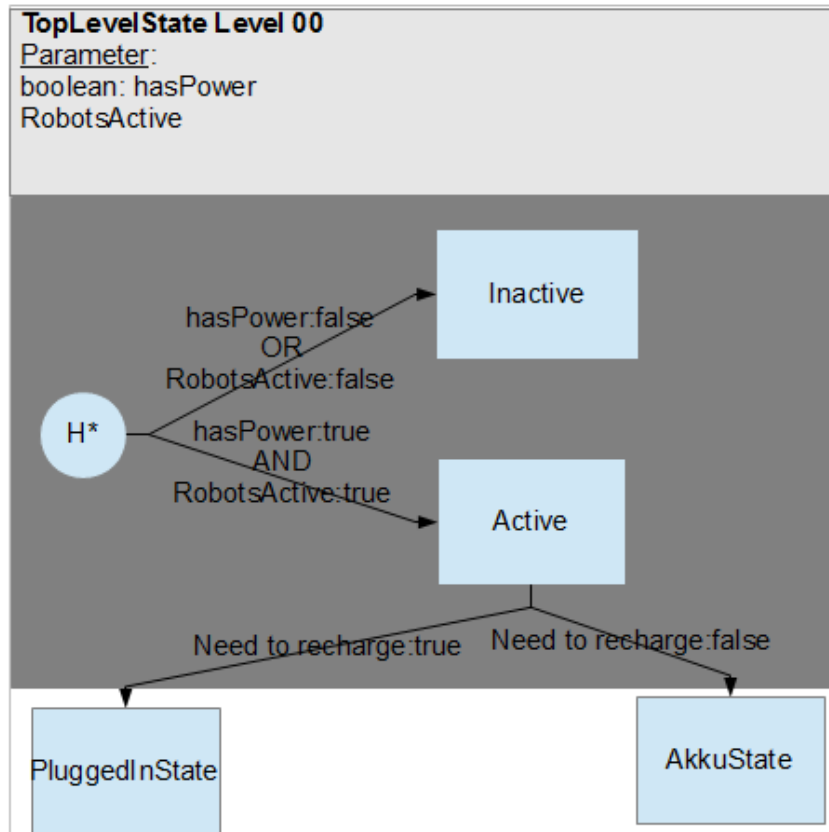 TopLevelState Level 00
Parameter:
boolean: hasPower
RobotsActive
Inactive
hasPower:false
OR
RobotsActive:false
H*
hasPower:true
AND
RobotsActive:true
Active
Need to recharge:true
Need to recharge:false
PluggedInState
AkkuState